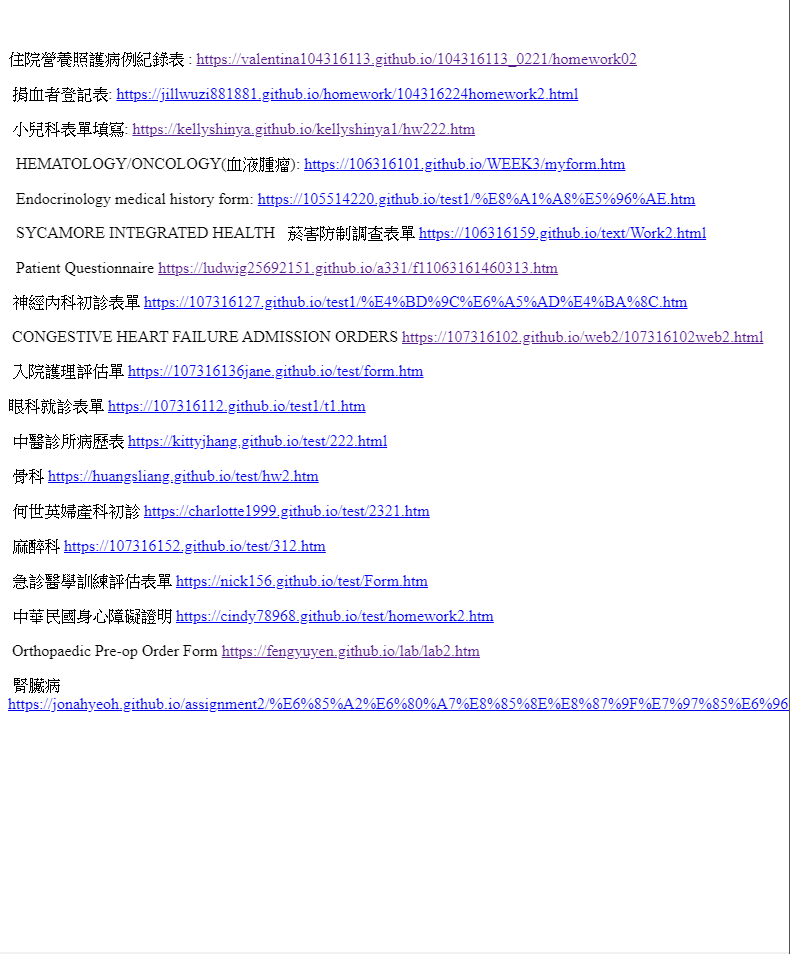 住院營養照護病例紀錄表 : https://valentina104316113.github.io/104316113_0221/homework02
捐血者登記表: https://jillwuzi881881.github.io/homework/104316224homework2.html
小兒科表單填寫: https://kellyshinya.github.io/kellyshinya1/hw222.htm
HEMATOLOGY/ONCOLOGY(血液腫瘤): https://106316101.github.io/WEEK3/myform.htm
Endocrinology medical history form: https://105514220.github.io/test1/%E8%A1%A8%E5%96%AE.htm
SYCAMORE INTEGRATED HEALTH 菸害防制調查表單 https://106316159.github.io/text/Work2.html
Patient Questionnaire https://ludwig25692151.github.io/a331/f11063161460313.htm
神經內科初診表單 https://107316127.github.io/test1/%E4%BD%9C%E6%A5%AD%E4%BA%8C.htm
CONGESTIVE HEART FAILURE ADMISSION ORDERS https://107316102.github.io/web2/107316102web2.html
入院護理評估單 https://107316136jane.github.io/test/form.htm
眼科就診表單 https://107316112.github.io/test1/t1.htm
中醫診所病歷表 https://kittyjhang.github.io/test/222.html
骨科 https://huangsliang.github.io/test/hw2.htm
何世英婦產科初診 https://charlotte1999.github.io/test/2321.htm
麻醉科 https://107316152.github.io/test/312.htm
急診醫學訓練評估表單 https://nick156.github.io/test/Form.htm
中華民國身心障礙證明 https://cindy78968.github.io/test/homework2.htm
Orthopaedic Pre-op Order Form https://fengyuyen.github.io/lab/lab2.htm
腎臟病
https://jonahyeoh.github.io/assignment2/%E6%85%A2%E6%80%A7%E8%85%8E%E8%87%9F%E7%97%85%E6%96